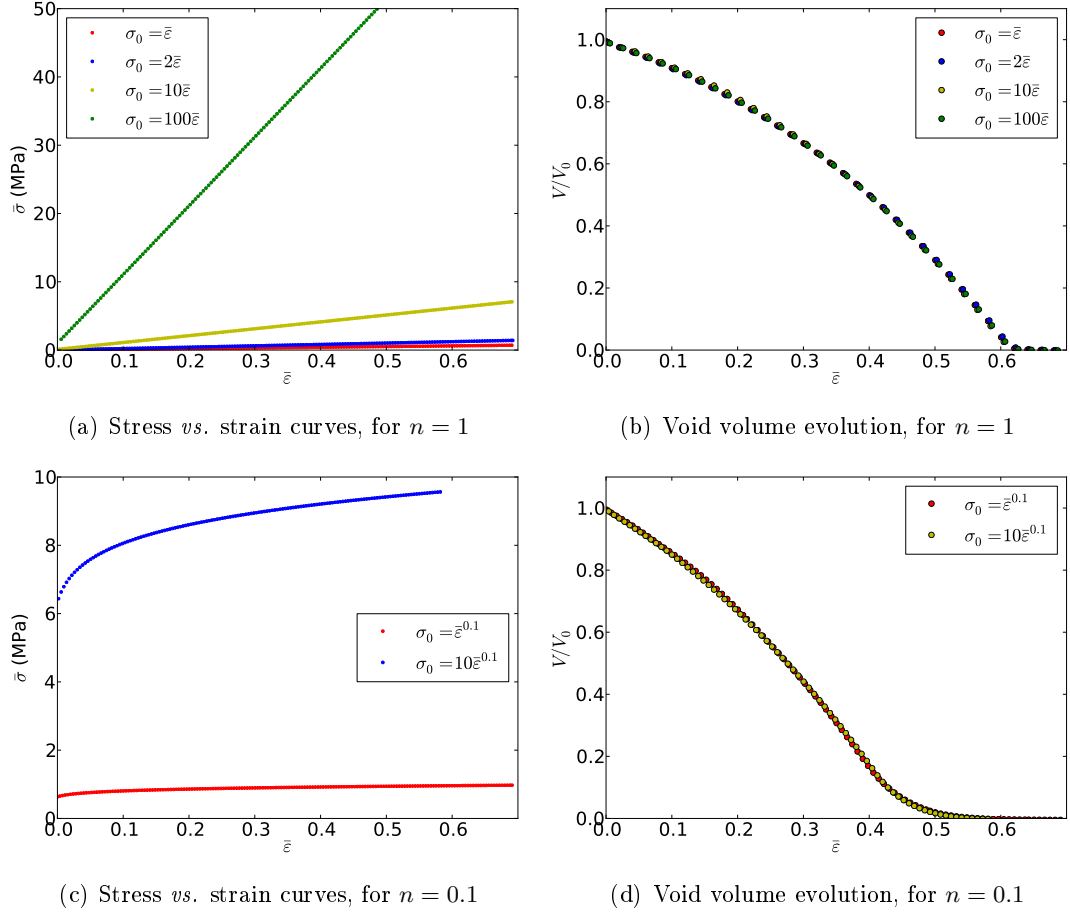 50
40
30
20
10
0
σ̄ (MPa)
σ₀ = ε̄
σ₀ = 2ε̄
σ₀ = 10ε̄
σ₀ = 100ε̄
0.0 0.1 0.2 0.3 0.4 0.5 0.6
ε̄
(a) Stress vs. strain curves, for n = 1
1.0
0.8
0.6
0.4
0.2
0.0
V/V₀
σ₀ = ε̄
σ₀ = 2ε̄
σ₀ = 10ε̄
σ₀ = 100ε̄
0.0 0.1 0.2 0.3 0.4 0.5 0.6
ε̄
(b) Void volume evolution, for n = 1
10
8
6
4
2
0
σ̄ (MPa)
σ₀ = ε̄^0.1
σ₀ = 10ε̄^0.1
0.0 0.1 0.2 0.3 0.4 0.5 0.6
ε̄
(c) Stress vs. strain curves, for n = 0.1
1.0
0.8
0.6
0.4
0.2
0.0
V/V₀
σ₀ = ε̄^0.1
σ₀ = 10ε̄^0.1
0.0 0.1 0.2 0.3 0.4 0.5 0.6
ε̄
(d) Void volume evolution, for n = 0.1